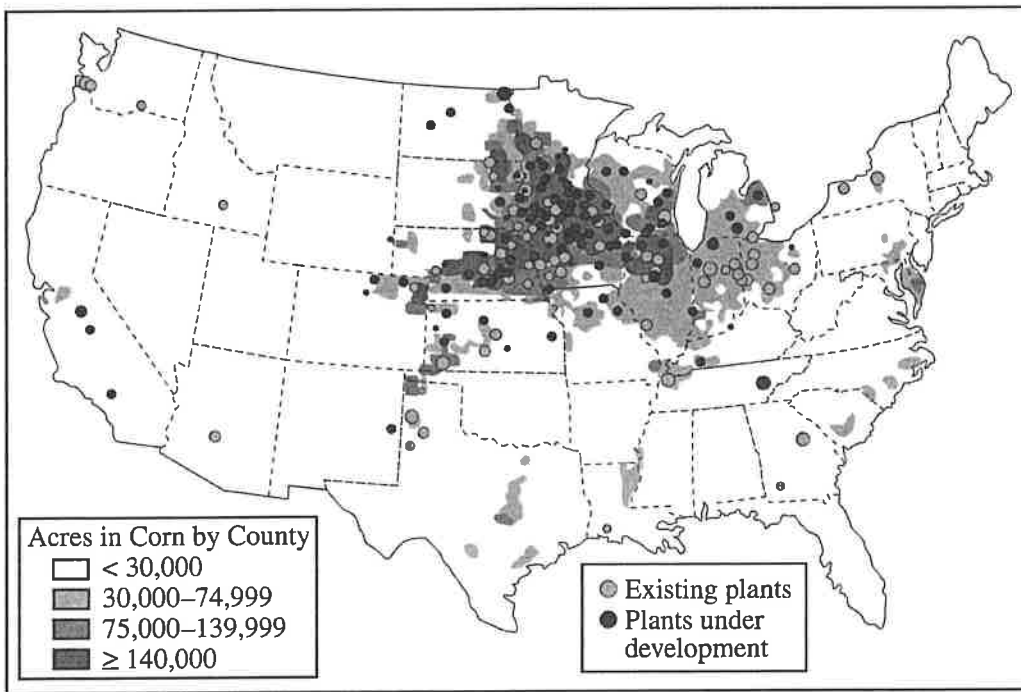 Acres in Corn by County
< 30,000
30,000–74,999
75,000–139,999
≥ 140,000
Existing plants
Plants under
development